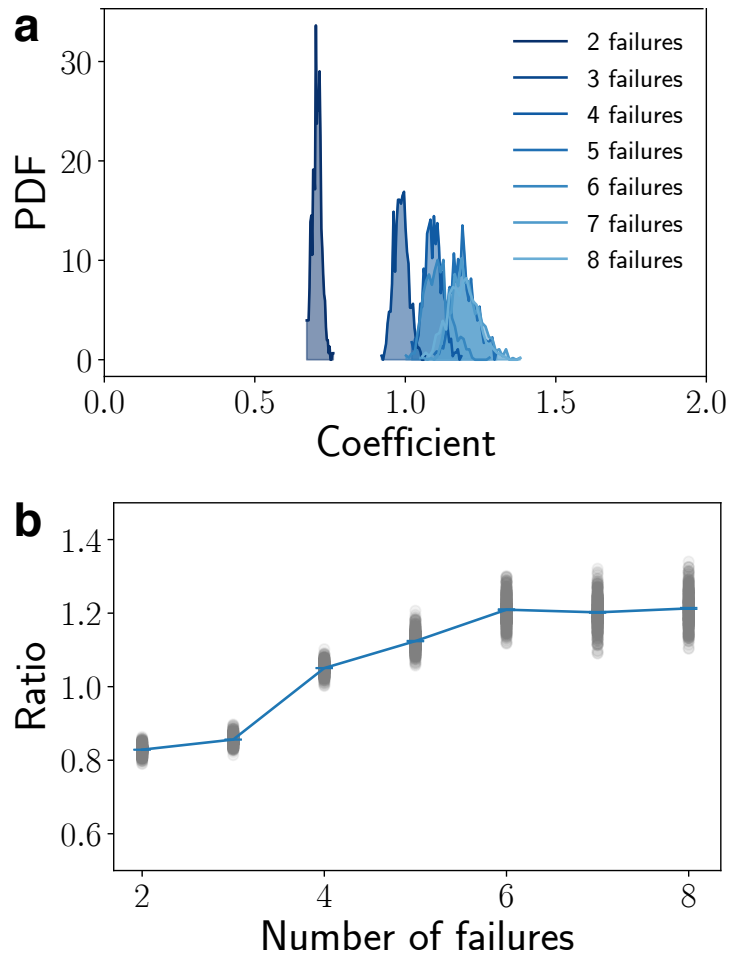 a
PDF
30
20
10
0
0.0 0.5 1.0 1.5 2.0
Coefficient
2 failures
3 failures
4 failures
5 failures
6 failures
7 failures
8 failures
b
Ratio
1.4
1.2
1.0
0.8
0.6
2 4 6 8
Number of failures